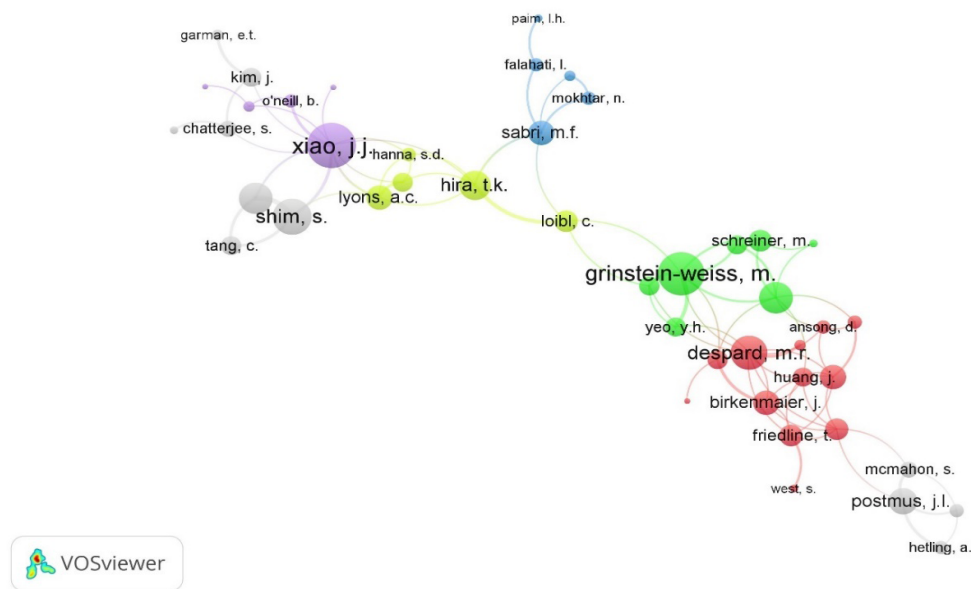 paim, l.h.
garman, e.t.
falahati, l.
kim, j.
mokhtar, n.
o'neill, b.
chatterjee, s.
sabri, m.f.
xiao, j.j.
hanna, s.d.
hira, t.k.
lyons, a.c.
shim, s.
loibl, c.
tang, c.
schreiner, m.
grinstein-weiss, m.
yeo, y.h.
ansong, d.
despard, m.r.
huang, j.
birkenmaier, j.
friedline, t.
mcmahon, s.
west, s.
postmus, j.l.
hetling, a.
VOSviewer